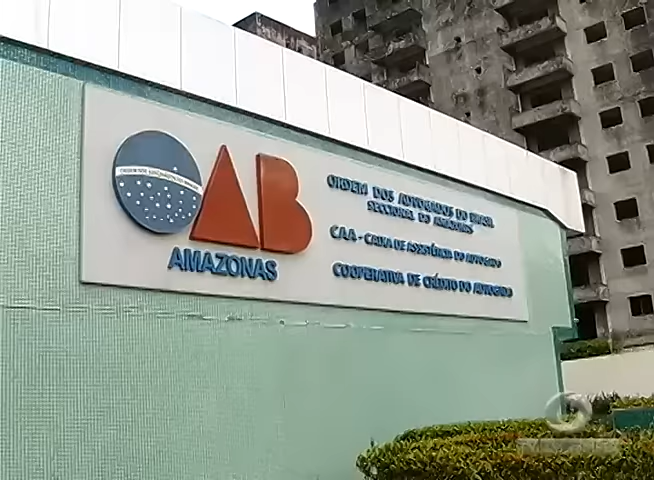 OAB
AMAZONAS
ORDEM DOS ADVOGADOS DO BRASIL
SECCIONAL DO AMAZONAS
CAA - CAIXA DE ASSISTÊNCIA DO ADVOGADO
COOPERATIVA DE CRÉDITO DO ADVOGADO